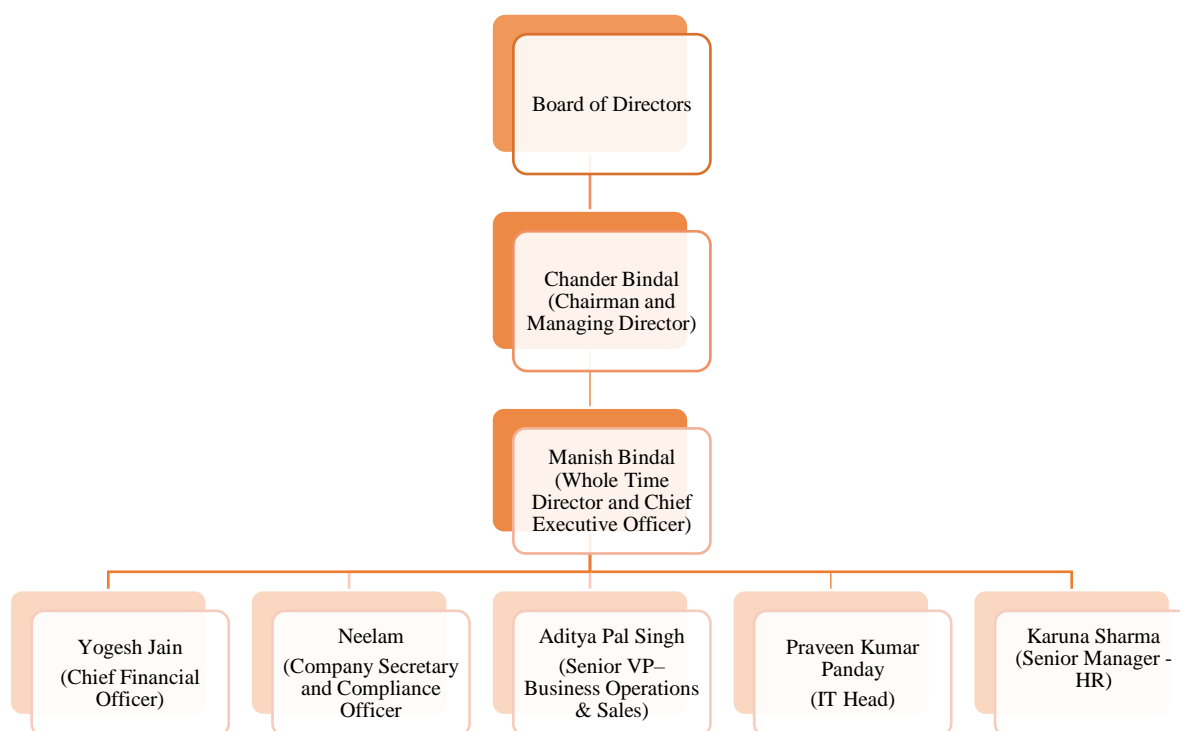 Board of Directors
Chander Bindal
(Chairman and
Managing Director)
Manish Bindal
(Whole Time
Director and Chief
Executive Officer)
Yogesh Jain
(Chief Financial
Officer)
Neelam
(Company Secretary
and Compliance
Officer
Aditya Pal Singh
(Senior VP–
Business Operations
& Sales)
Praveen Kumar
Panday
(IT Head)
Karuna Sharma
(Senior Manager -
HR)